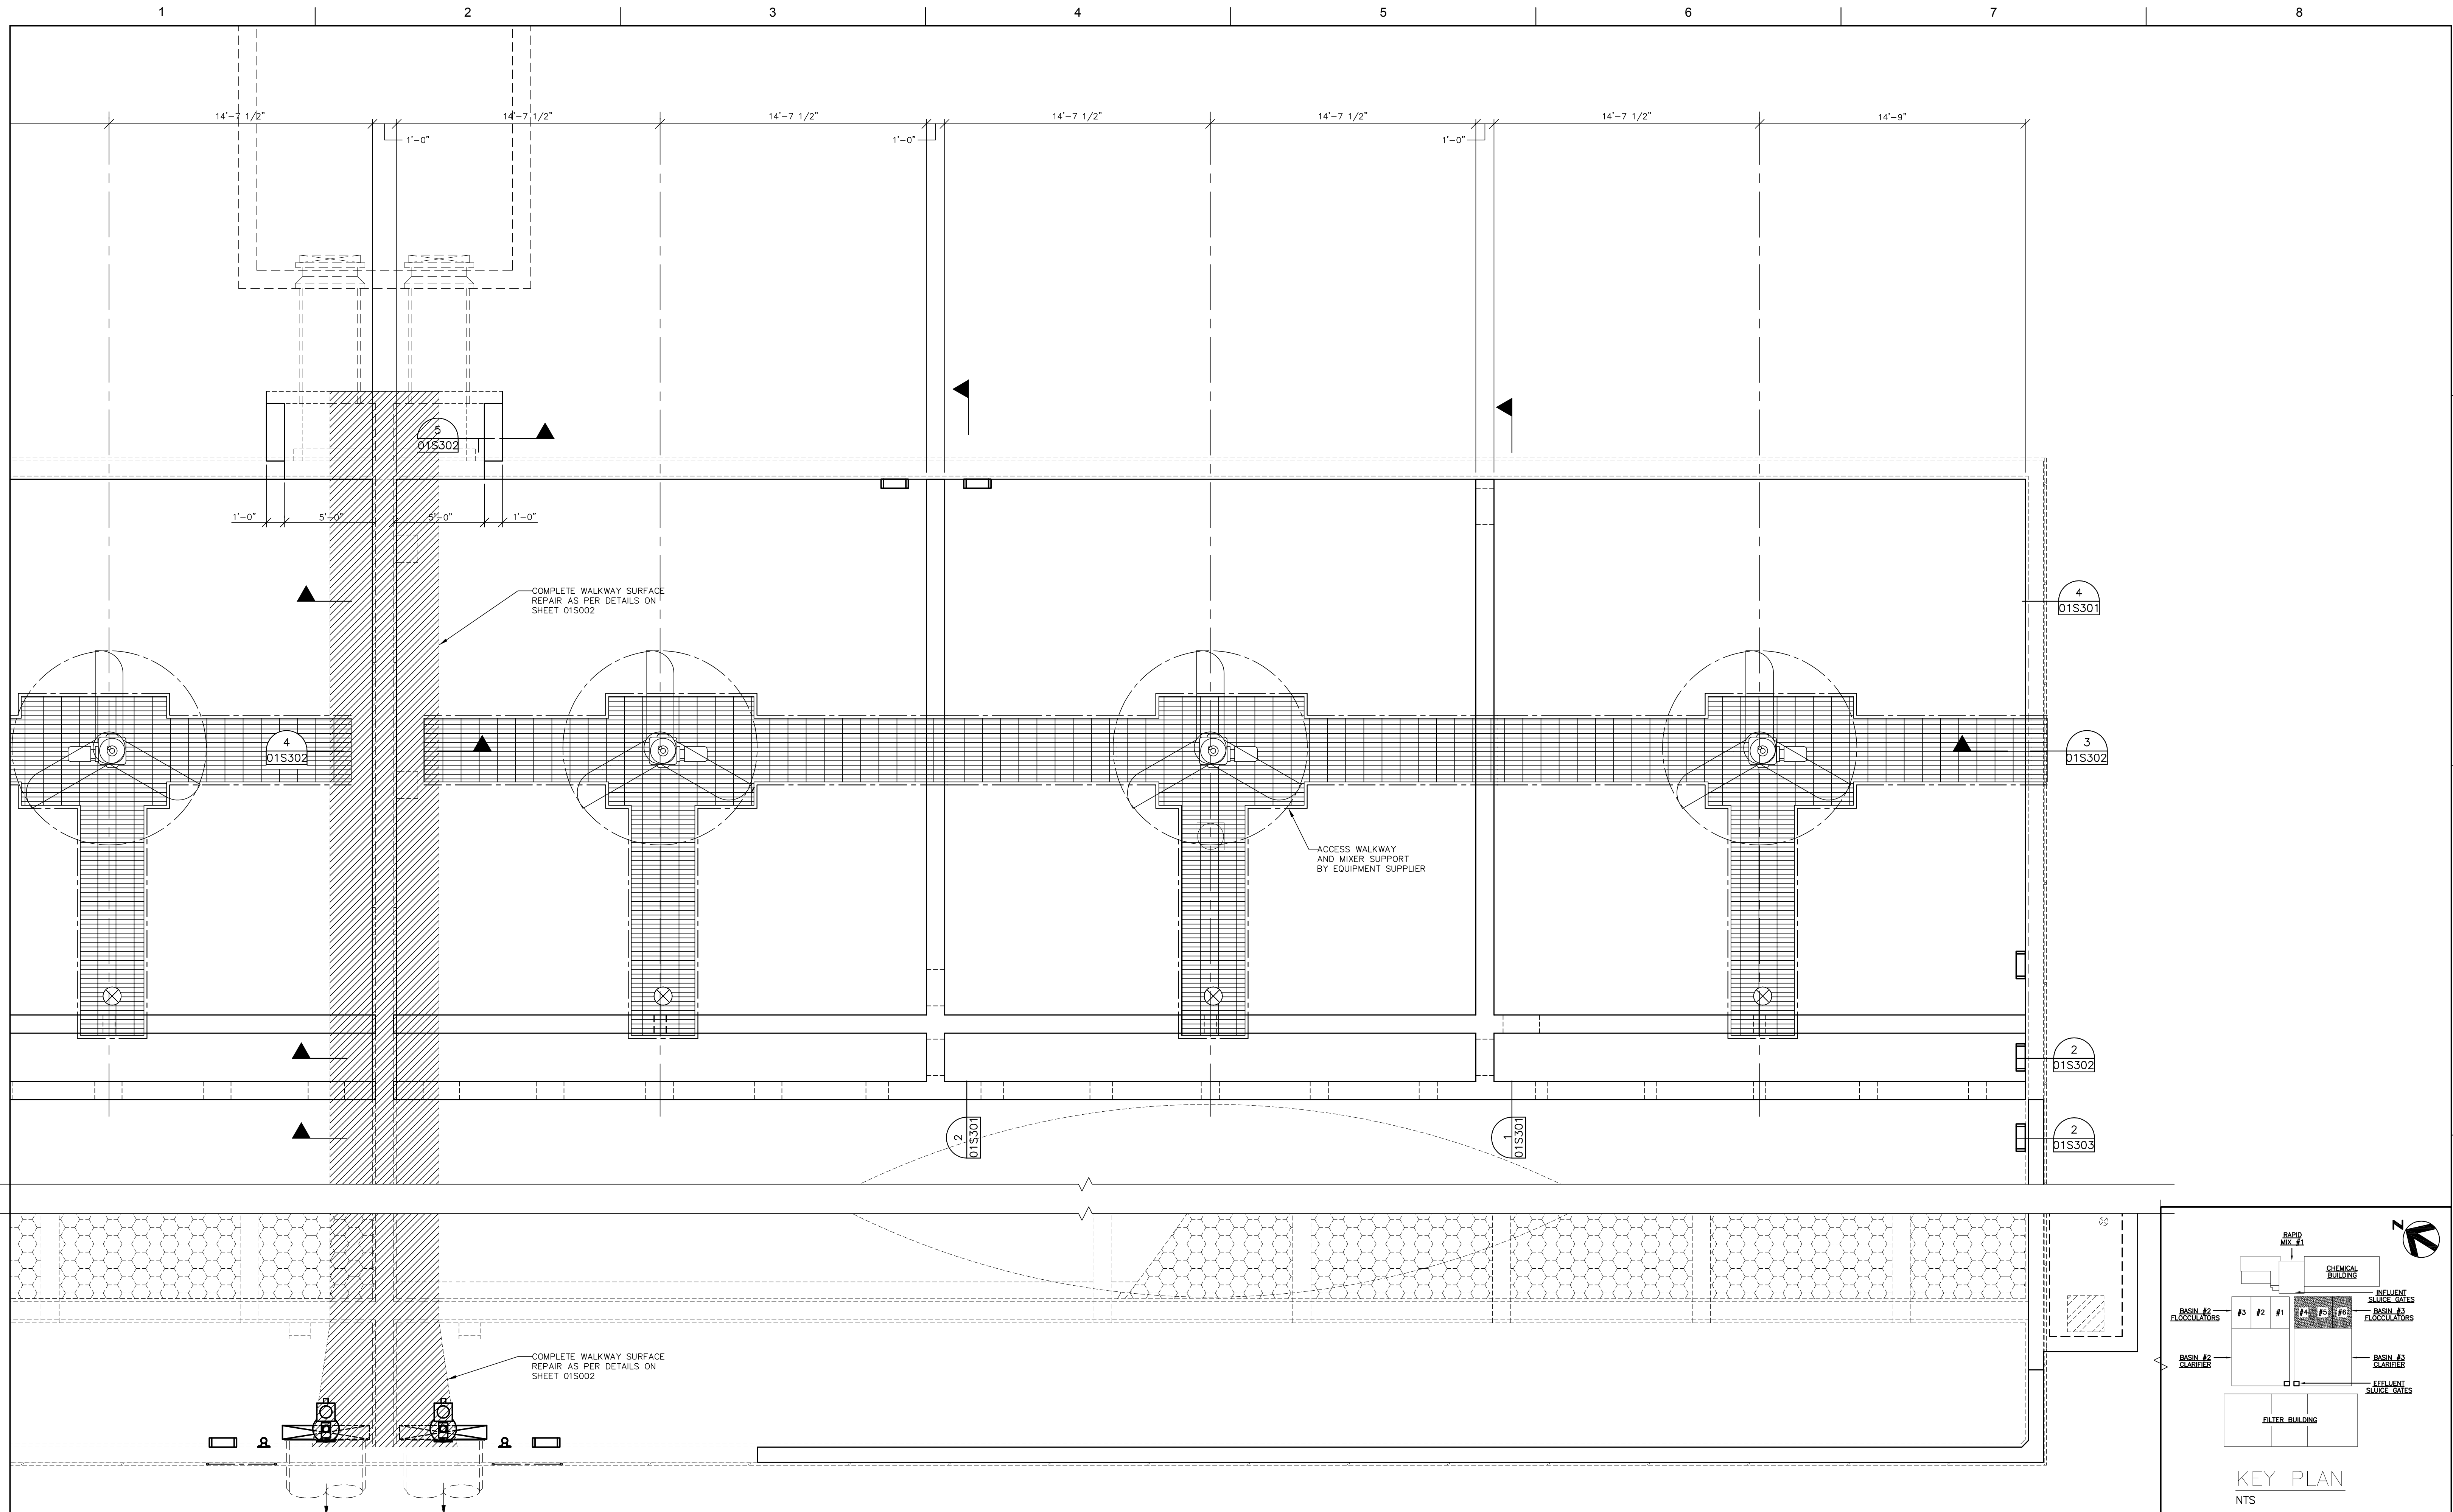 1 2 3 4 5 6 7 8
14'-7 1/2" 14'-7 1/2" 14'-7 1/2" 14'-7 1/2" 14'-7 1/2" 14'-7 1/2" 14'-9"
1'-0" 1'-0" 1'-0"
5
01S302
1'-0" 5'-0" 5'-0" 1'-0"
COMPLETE WALKWAY SURFACE
REPAIR AS PER DETAILS ON
SHEET 01S002
4
01S301
4
01S302
3
01S302
ACCESS WALKWAY
AND MIXER SUPPORT
BY EQUIPMENT SUPPLIER
2
01S302
2
01S301
1
01S301
2
01S303
COMPLETE WALKWAY SURFACE
REPAIR AS PER DETAILS ON
SHEET 01S002
N
RAPID
MIX #1
CHEMICAL
BUILDING
INFLUENT
SLUICE GATES
BASIN #2
FLOCCULATORS
#3 #2 #1 #4 #5 #6
BASIN #3
FLOCCULATORS
BASIN #2
CLARIFIER
BASIN #3
CLARIFIER
EFFLUENT
SLUICE GATES
FILTER BUILDING
KEY PLAN
NTS